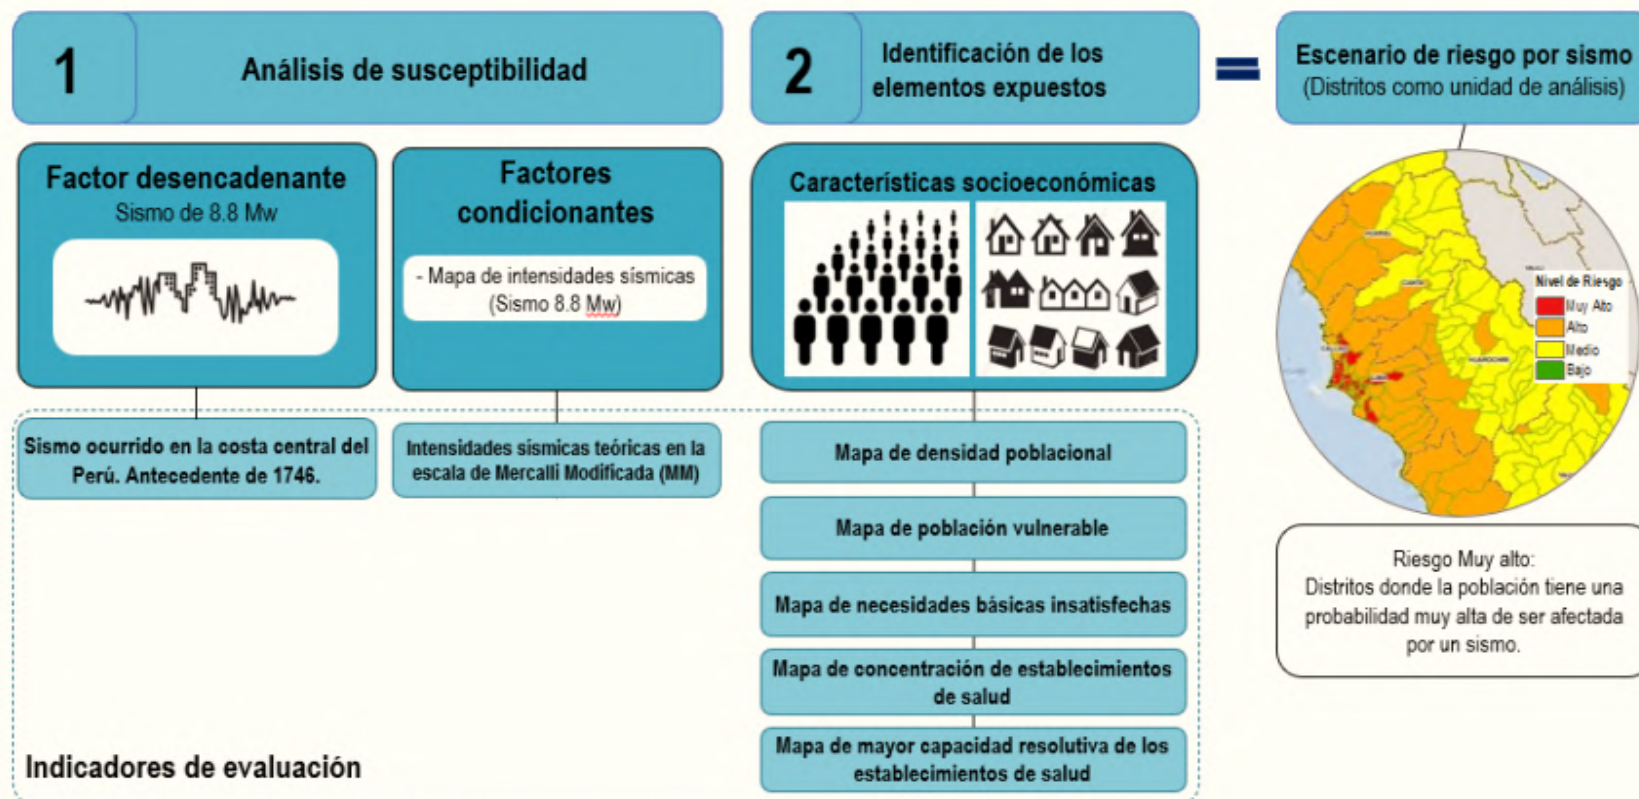 1
Análisis de susceptibilidad
2
Identificación de los
elementos expuestos
=
Escenario de riesgo por sismo
(Distritos como unidad de análisis)
Factor desencadenante
Sismo de 8.8 Mw
Factores
condicionantes
- Mapa de intensidades sísmicas
(Sismo 8.8 Mw)
Características socioeconómicas
Nivel de Riesgo
Muy Alto
Alto
Medio
Bajo
Sismo ocurrido en la costa central del
Perú. Antecedente de 1746.
Intensidades sísmicas teóricas en la
escala de Mercalli Modificada (MM)
Mapa de densidad poblacional
Mapa de población vulnerable
Mapa de necesidades básicas insatisfechas
Mapa de concentración de establecimientos
de salud
Mapa de mayor capacidad resolutiva de los
establecimientos de salud
Indicadores de evaluación
Riesgo Muy alto:
Distritos donde la población tiene una
probabilidad muy alta de ser afectada
por un sismo.